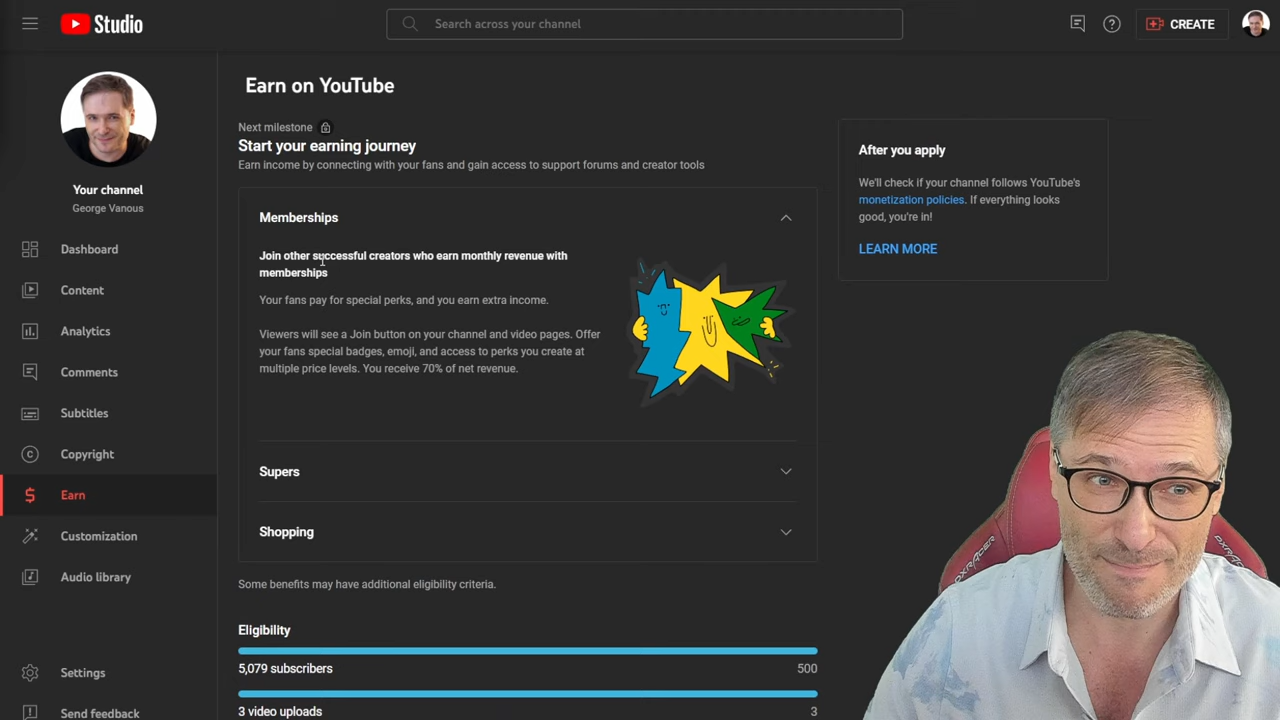 Studio
Search across your channel
CREATE
Your channel
George Vanous
Dashboard
Content
Analytics
Comments
Subtitles
Copyright
Earn
Customization
Audio library
Settings
Send feedback
Earn on YouTube
Next milestone
Start your earning journey
Earn income by connecting with your fans and gain access to support forums and creator tools
Memberships
Join other successful creators who earn monthly revenue with
memberships
Your fans pay for special perks, and you earn extra income.
Viewers will see a Join button on your channel and video pages. Offer
your fans special badges, emoji, and access to perks you create at
multiple price levels. You receive 70% of net revenue.
Supers
Shopping
Some benefits may have additional eligibility criteria.
Eligibility
5,079 subscribers 500
3 video uploads 3
After you apply
We'll check if your channel follows YouTube's
monetization policies. If everything looks
good, you're in!
LEARN MORE
DXRACER
DXRACER